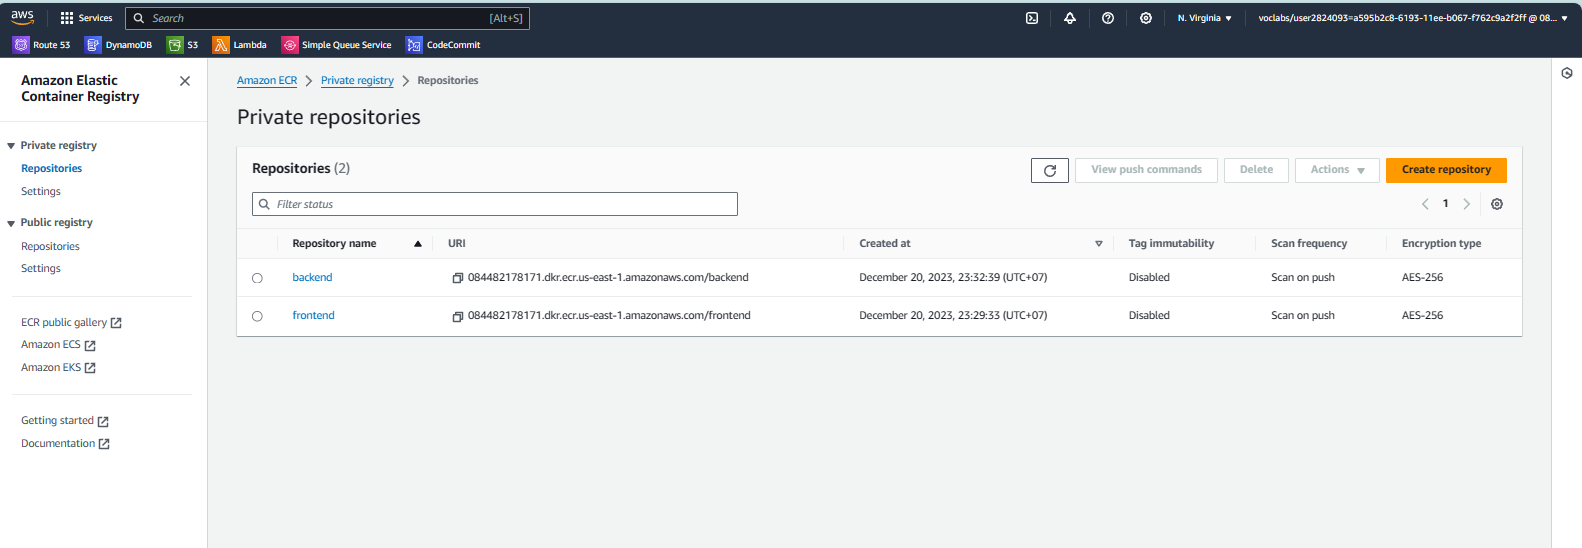 aws Services Search [Alt+S] N. Virginia voclabs/user2824093=a595b2c8-6193-11ee-b067-f762c9a2f2ff @ 08...
Route 53 DynamoDB S3 Lambda Simple Queue Service CodeCommit
Amazon Elastic
Container Registry
Private registry
Repositories
Settings
Public registry
Repositories
Settings
ECR public gallery
Amazon ECS
Amazon EKS
Getting started
Documentation
Amazon ECR Private registry Repositories
Private repositories
Repositories (2) View push commands Delete Actions Create repository
Filter status 1
Repository name URI Created at Tag immutability Scan frequency Encryption type
backend 084482178171.dkr.ecr.us-east-1.amazonaws.com/backend December 20, 2023, 23:32:39 (UTC+07) Disabled Scan on push AES-256
frontend 084482178171.dkr.ecr.us-east-1.amazonaws.com/frontend December 20, 2023, 23:29:33 (UTC+07) Disabled Scan on push AES-256